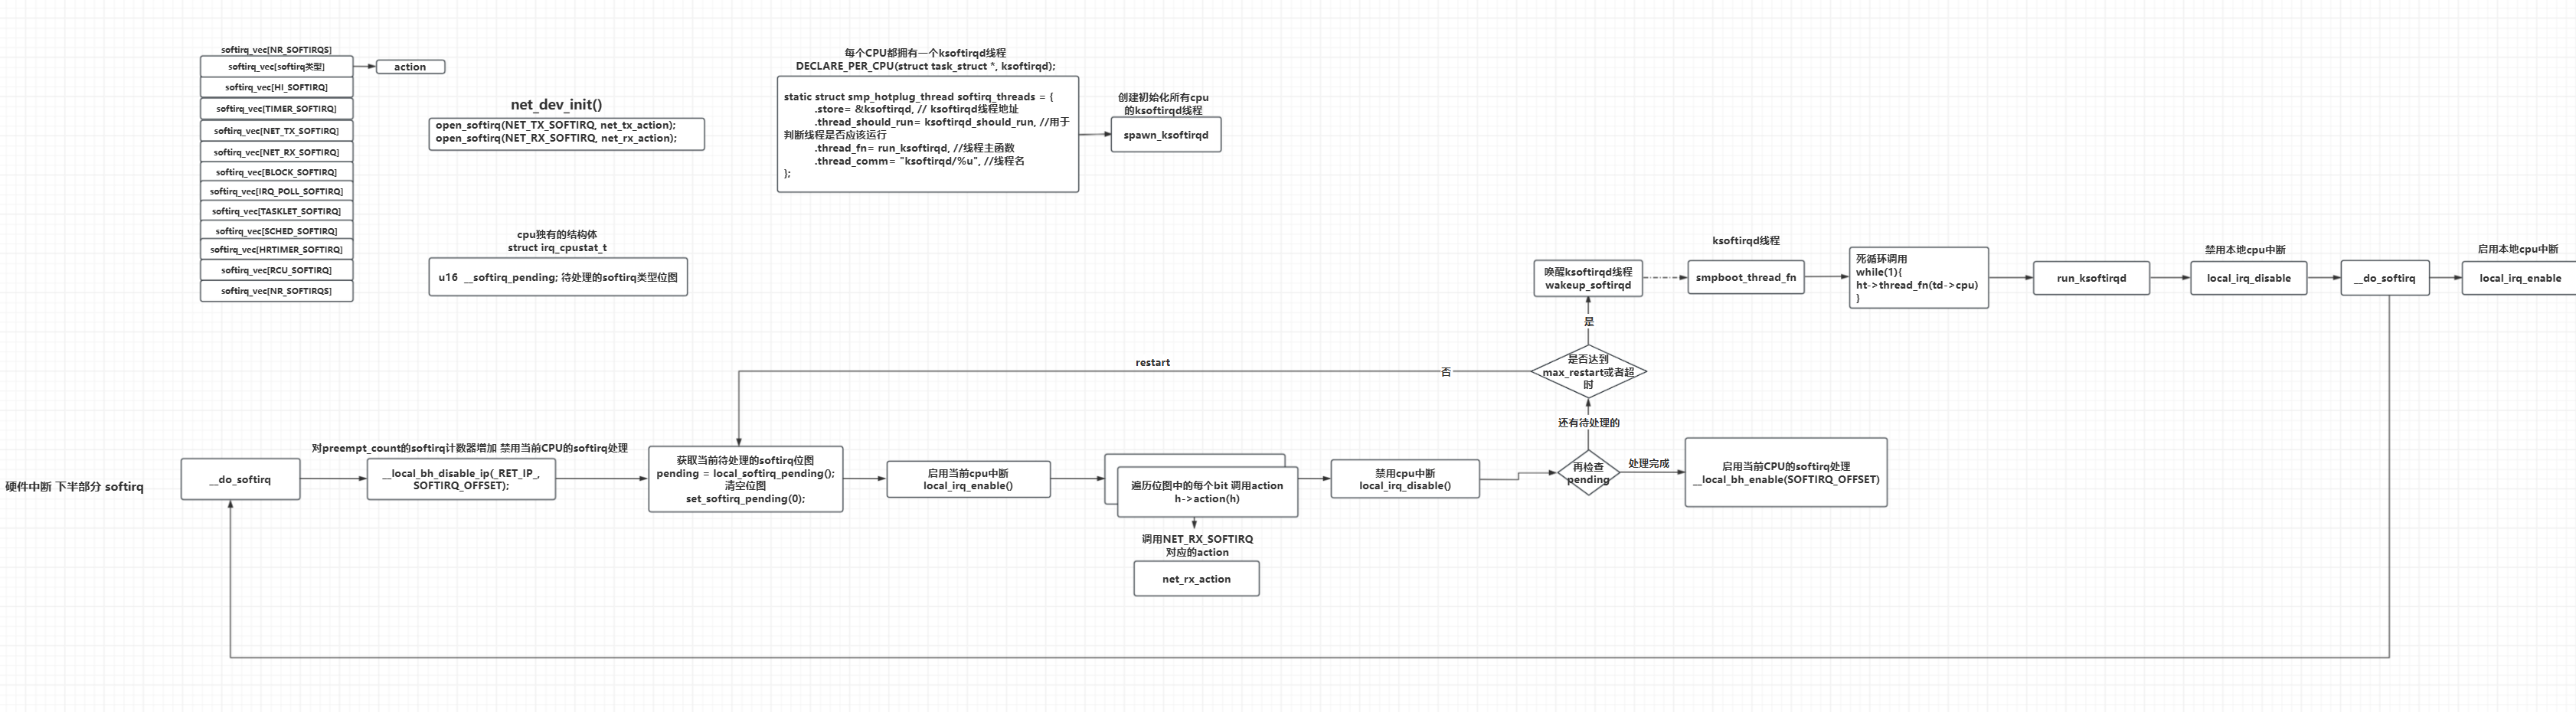 softirq_vec[NR_SOFTIRQS]
softirq_vec[softirq类型]
action
softirq_vec[HI_SOFTIRQ]
softirq_vec[TIMER_SOFTIRQ]
softirq_vec[NET_TX_SOFTIRQ]
softirq_vec[NET_RX_SOFTIRQ]
softirq_vec[BLOCK_SOFTIRQ]
softirq_vec[IRQ_POLL_SOFTIRQ]
softirq_vec[TASKLET_SOFTIRQ]
softirq_vec[SCHED_SOFTIRQ]
softirq_vec[HRTIMER_SOFTIRQ]
softirq_vec[RCU_SOFTIRQ]
softirq_vec[NR_SOFTIRQS]
net_dev_init()
open_softirq(NET_TX_SOFTIRQ, net_tx_action);
open_softirq(NET_RX_SOFTIRQ, net_rx_action);
cpu独有的结构体
struct irq_cpustat_t
u16 __softirq_pending; 待处理的softirq类型位图
每个CPU都拥有一个ksoftirqd线程
DECLARE_PER_CPU(struct task_struct *, ksoftirqd);
static struct smp_hotplug_thread softirq_threads = {
.store= &ksoftirqd, // ksoftirqd线程地址
.thread_should_run= ksoftirqd_should_run, //用于
判断线程是否应该运行
.thread_fn= run_ksoftirqd, //线程主函数
.thread_comm= "ksoftirqd/%u", //线程名
};
创建初始化所有cpu
的ksoftirqd线程
spawn_ksoftirqd
唤醒ksoftirqd线程
wakeup_softirqd
ksoftirqd线程
smpboot_thread_fn
死循环调用
while(1){
ht->thread_fn(td->cpu)
}
run_ksoftirqd
禁用本地cpu中断
local_irq_disable
__do_softirq
启用本地cpu中断
local_irq_enable
是
是否达到
max_restart或者超
时
否
restart
还有待处理的
硬件中断 下半部分 softirq
__do_softirq
对preempt_count的softirq计数器增加 禁用当前CPU的softirq处理
__local_bh_disable_ip(_RET_IP_,
SOFTIRQ_OFFSET);
获取当前待处理的softirq位图
pending = local_softirq_pending();
清空位图
set_softirq_pending(0);
启用当前cpu中断
local_irq_enable()
遍历位图中的每个bit 调用action
h->action(h)
调用NET_RX_SOFTIRQ
对应的action
net_rx_action
禁用cpu中断
local_irq_disable()
再检查
pending
处理完成
启用当前CPU的softirq处理
__local_bh_enable(SOFTIRQ_OFFSET)